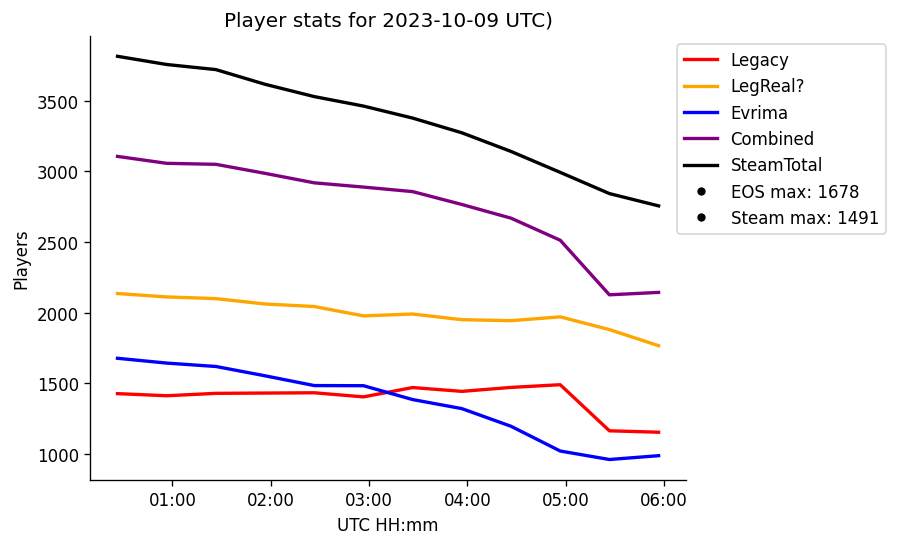 Player stats for 2023-10-09 UTC)
Legacy
LegReal?
Evrima
Combined
SteamTotal
EOS max: 1678
Steam max: 1491
Players
3500
3000
2500
2000
1500
1000
01:00 02:00 03:00 04:00 05:00 06:00
UTC HH:mm